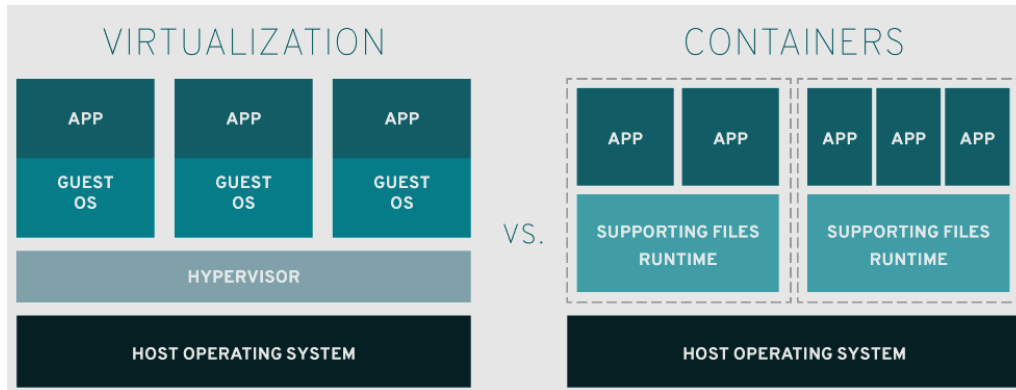 VIRTUALIZATION
APP
GUEST
OS
APP
GUEST
OS
APP
GUEST
OS
HYPERVISOR
HOST OPERATING SYSTEM
VS.
CONTAINERS
APP
APP
SUPPORTING FILES
RUNTIME
APP
APP
APP
SUPPORTING FILES
RUNTIME
HOST OPERATING SYSTEM